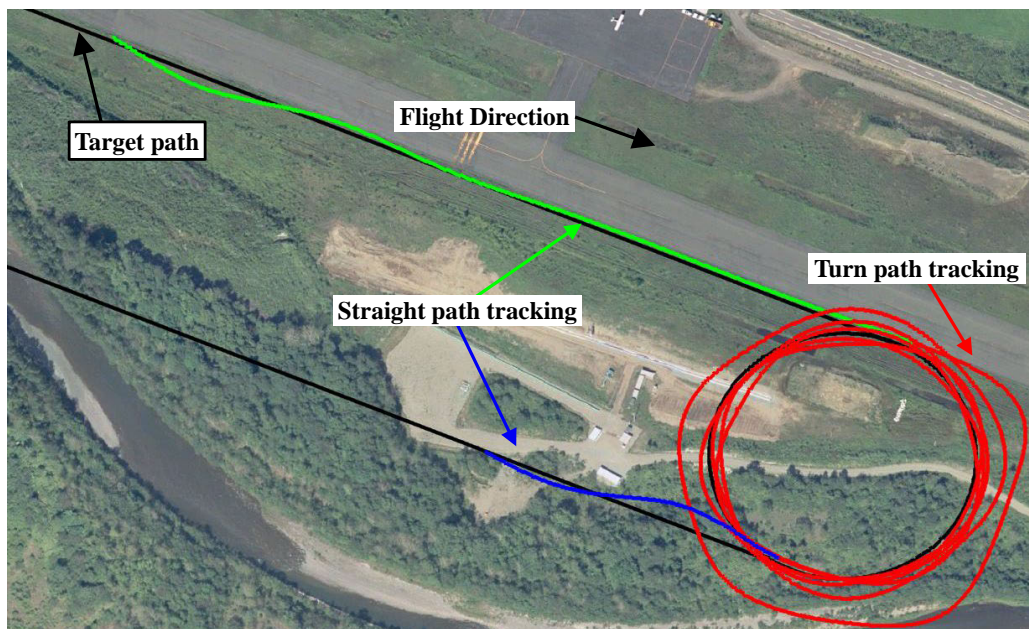 Flight Direction
Target path
Turn path tracking
Straight path tracking